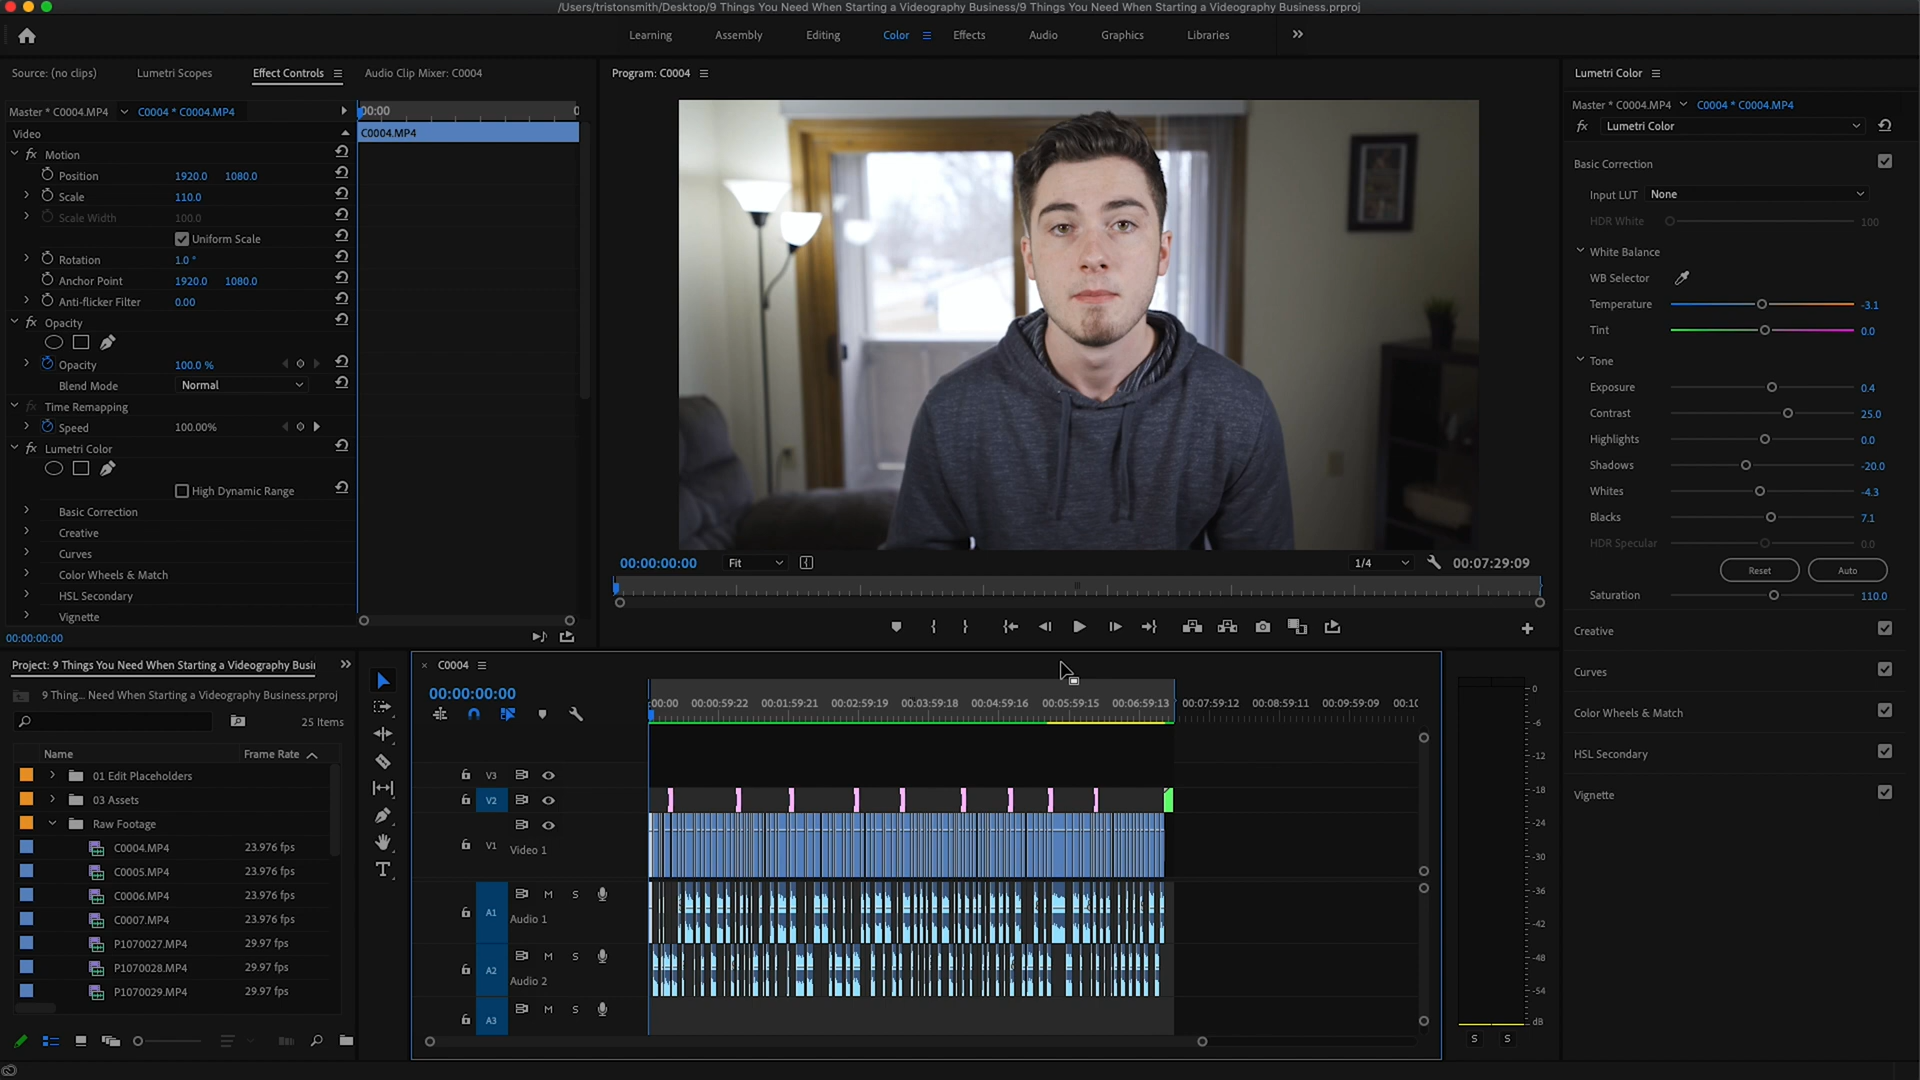 /Users/tristonsmith/Desktop/9 Things You Need When Starting a Videography Business/9 Things You Need When Starting a Videography Business.prproj
Learning Assembly Editing Color Effects Audio Graphics Libraries
Source: (no clips) Lumetri Scopes Effect Controls Audio Clip Mixer: C0004
Master * C0004.MP4 C0004 * C0004.MP4
00:00
Video
C0004.MP4
fx Motion
Position 1920.0 1080.0
Scale 110.0
Scale Width 100.0
Uniform Scale
Rotation 1.0 °
Anchor Point 1920.0 1080.0
Anti-flicker Filter 0.00
fx Opacity
Opacity 100.0 %
Blend Mode Normal
fx Time Remapping
Speed 100.00%
fx Lumetri Color
High Dynamic Range
Basic Correction
Creative
Curves
Color Wheels & Match
HSL Secondary
Vignette
00:00:00:00
Program: C0004
00:00:00:00 Fit 1/4 00:07:29:09
Lumetri Color
Master * C0004.MP4 C0004 * C0004.MP4
fx Lumetri Color
Basic Correction
Input LUT None
HDR White 100
White Balance
WB Selector
Temperature -3.1
Tint 0.0
Tone
Exposure 0.4
Contrast 25.0
Highlights 0.0
Shadows -20.0
Whites -4.3
Blacks 7.1
HDR Specular 0.0
Reset Auto
Saturation 110.0
Creative
Curves
Color Wheels & Match
HSL Secondary
Vignette
Project: 9 Things You Need When Starting a Videography Busi
9 Thing... Need When Starting a Videography Business.prproj
25 Items
Name Frame Rate
01 Edit Placeholders
03 Assets
Raw Footage
C0004.MP4 23.976 fps
C0005.MP4 23.976 fps
C0006.MP4 23.976 fps
C0007.MP4 23.976 fps
P1070027.MP4 29.97 fps
P1070028.MP4 29.97 fps
P1070029.MP4 29.97 fps
T
× C0004
00:00:00:00
:00:00 00:00:59:22 00:01:59:21 00:02:59:19 00:03:59:18 00:04:59:16 00:05:59:15 00:06:59:13 00:07:59:12 00:08:59:11 00:09:59:09 00:10
V3
V2
V1 Video 1
A1 M S
Audio 1
A2 M S
Audio 2
A3 M S
0
-6
-12
-18
-24
-30
-36
-42
-48
-54
dB
S S